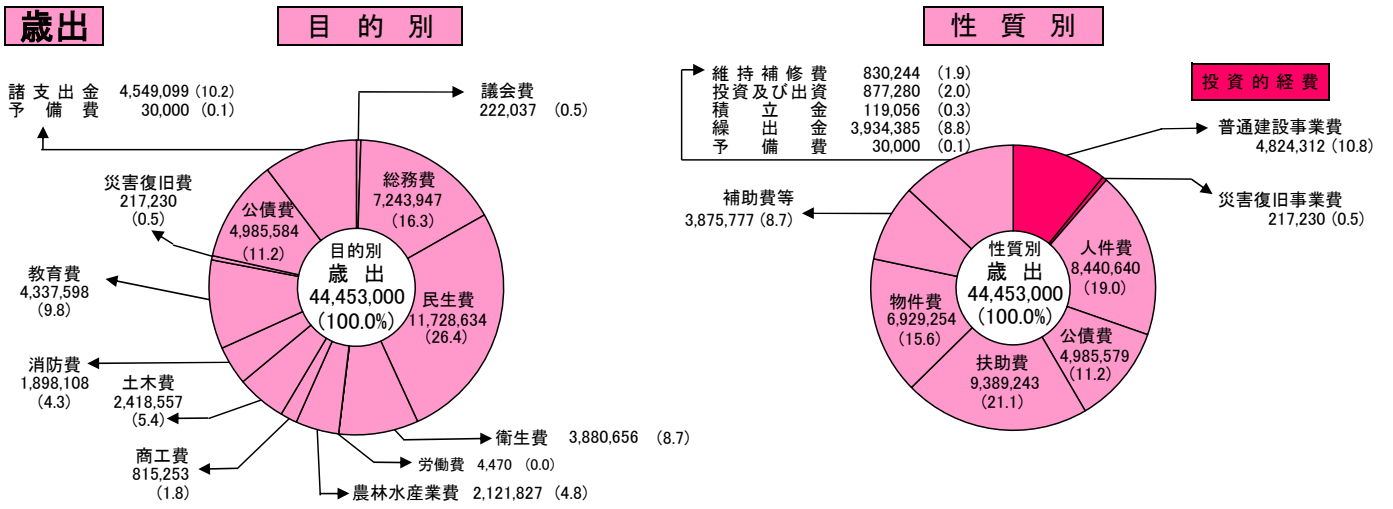 歳出
目的別
諸支出金 4,549,099 (10.2)
予備費 30,000 (0.1)
議会費
222,037 (0.5)
総務費
7,243,947
(16.3)
災害復旧費
217,230
(0.5)
公債費
4,985,584
(11.2)
目的別
歳出
44,453,000
(100.0%)
教育費
4,337,598
(9.8)
民生費
11,728,634
(26.4)
消防費
1,898,108
(4.3)
土木費
2,418,557
(5.4)
商工費
815,253
(1.8)
衛生費 3,880,656 (8.7)
労働費 4,470 (0.0)
農林水産業費 2,121,827 (4.8)
性質別
維持補修費 830,244 (1.9)
投資及び出資 877,280 (2.0)
積立金 119,056 (0.3)
繰出金 3,934,385 (8.8)
予備費 30,000 (0.1)
投資的経費
普通建設事業費
4,824,312 (10.8)
災害復旧事業費
217,230 (0.5)
補助費等
3,875,777 (8.7)
人件費
8,440,640
(19.0)
性質別
歳出
44,453,000
(100.0%)
物件費
6,929,254
(15.6)
公債費
4,985,579
(11.2)
扶助費
9,389,243
(21.1)